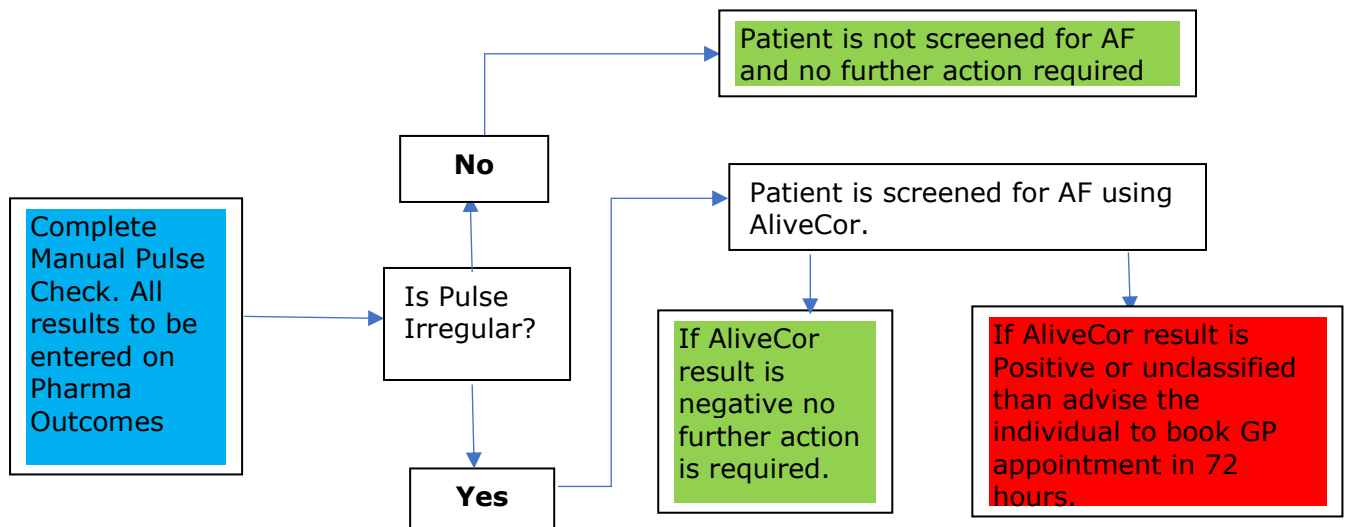 Patient is not screened for AF
and no further action required
No
Complete
Manual Pulse
Check. All
results to be
entered on
Pharma
Outcomes
Is Pulse
Irregular?
Yes
Patient is screened for AF using
AliveCor.
If AliveCor
result is
negative no
further action
is required.
If AliveCor result is
Positive or unclassified
than advise the
individual to book GP
appointment in 72
hours.